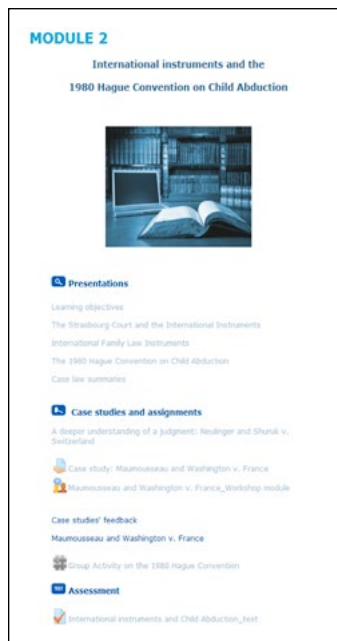 MODULE 2
International instruments and the
1980 Hague Convention on Child Abduction
Presentations
Learning objectives
The Strasbourg Court and the International Instruments
International Family Law Instruments
The 1980 Hague Convention on Child Abduction
Case law summaries
Case studies and assignments
A deeper understanding of a judgment: Neulinger and Shuruk v.
Switzerland
Case study: Maumousseau and Washington v. France
Maumousseau and Washington v. France_Workshop module
Case studies' feedback
Maumousseau and Washington v. France
Group Activity on the 1980 Hague Convention
Assessment
International instruments and Child Abduction_test